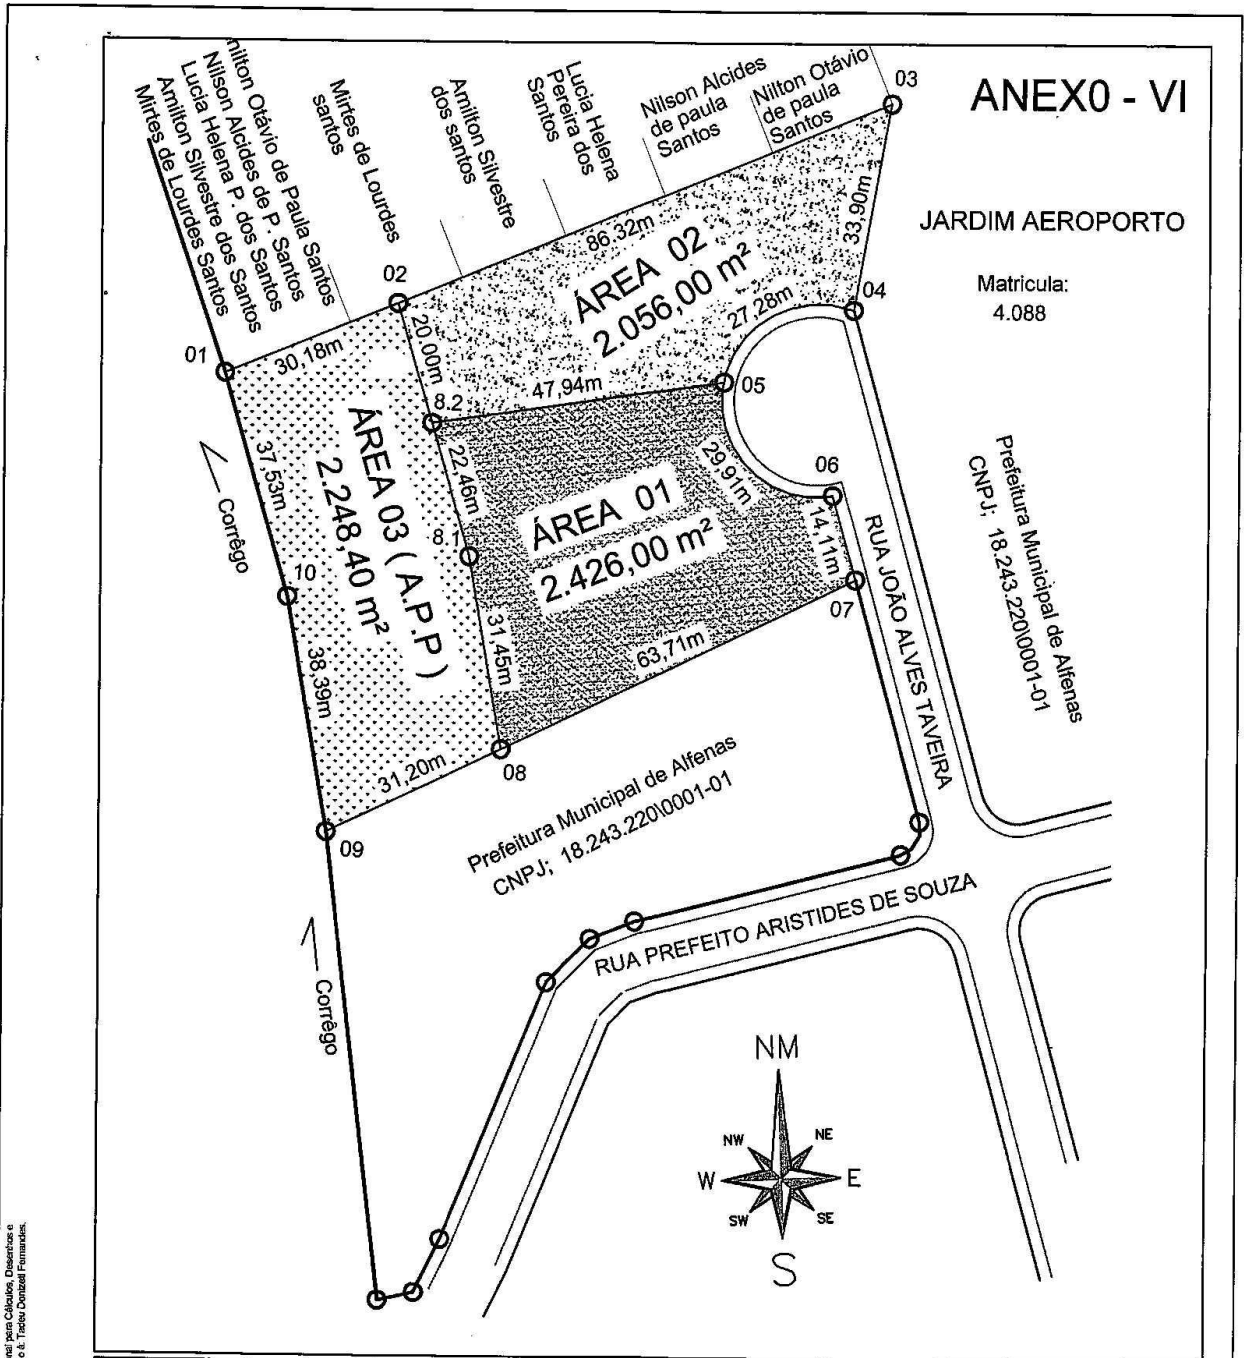 ANEX0 - VI
JARDIM AEROPORTO
Matricula:
4.088
Mirtes de Lourdes Santos
Amilton Silvestre dos Santos
Lucia Helena P. dos Santos
Nilson Alcides de P. Santos
Otávio de Paula Santos
Mirtes de Lourdes
santos
Amilton Silvestre
dos santos
Lucia Helena
Pereira dos
Santos
Nilson Alcides
de paula
Santos
Nilton Otávio
de paula
Santos
03
86.32m
33,90m
ÁREA 02
2.056,00 m²
27,28m
04
02
20.00m
01
30,18m
47,94m
05
8.2
ÁREA 03 ( A.P.P )
2.248,40 m²
37,53m
Corrêgo
22,46m
29,91m
06
ÁREA 01
2.426,00 m²
14,11m
8.1
10
07
31.45m
63,71m
38,39m
RUA JOÃO ALVES TAVEIRA
Prefeitura Municipal de Alfenas
CNPJ; 18.243.220\0001-01
31,20m
08
09
Prefeitura Municipal de Alfenas
CNPJ; 18.243.220\0001-01
RUA PREFEITO ARISTIDES DE SOUZA
Corrêgo
NM
NW
NE
W
E
SW
SE
S
para Cálculos, Desenhos e
Tadeu Donizeti Fernandes.